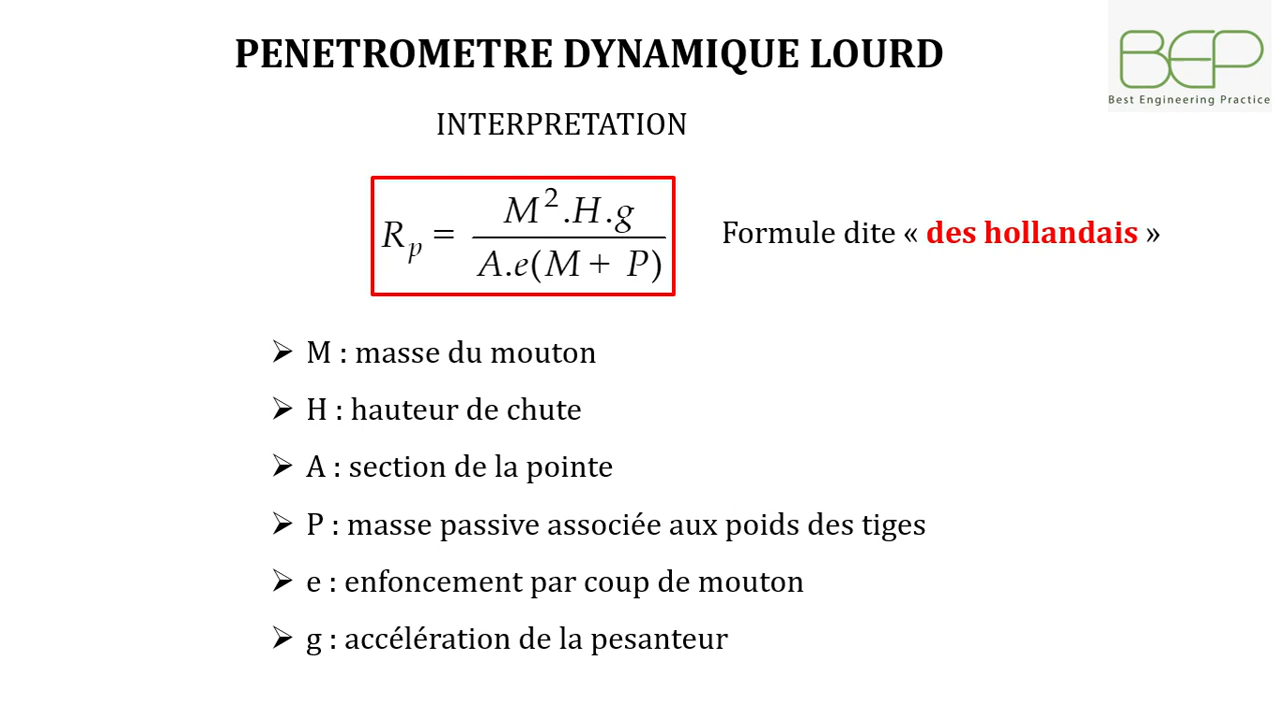 PENETROMETRE DYNAMIQUE LOURD
BEP
Best Engineering Practice
INTERPRETATION
R_p = M².H.g / A.e(M + P)
Formule dite « des hollandais »
➢ M : masse du mouton
➢ H : hauteur de chute
➢ A : section de la pointe
➢ P : masse passive associée aux poids des tiges
➢ e : enfoncement par coup de mouton
➢ g : accélération de la pesanteur